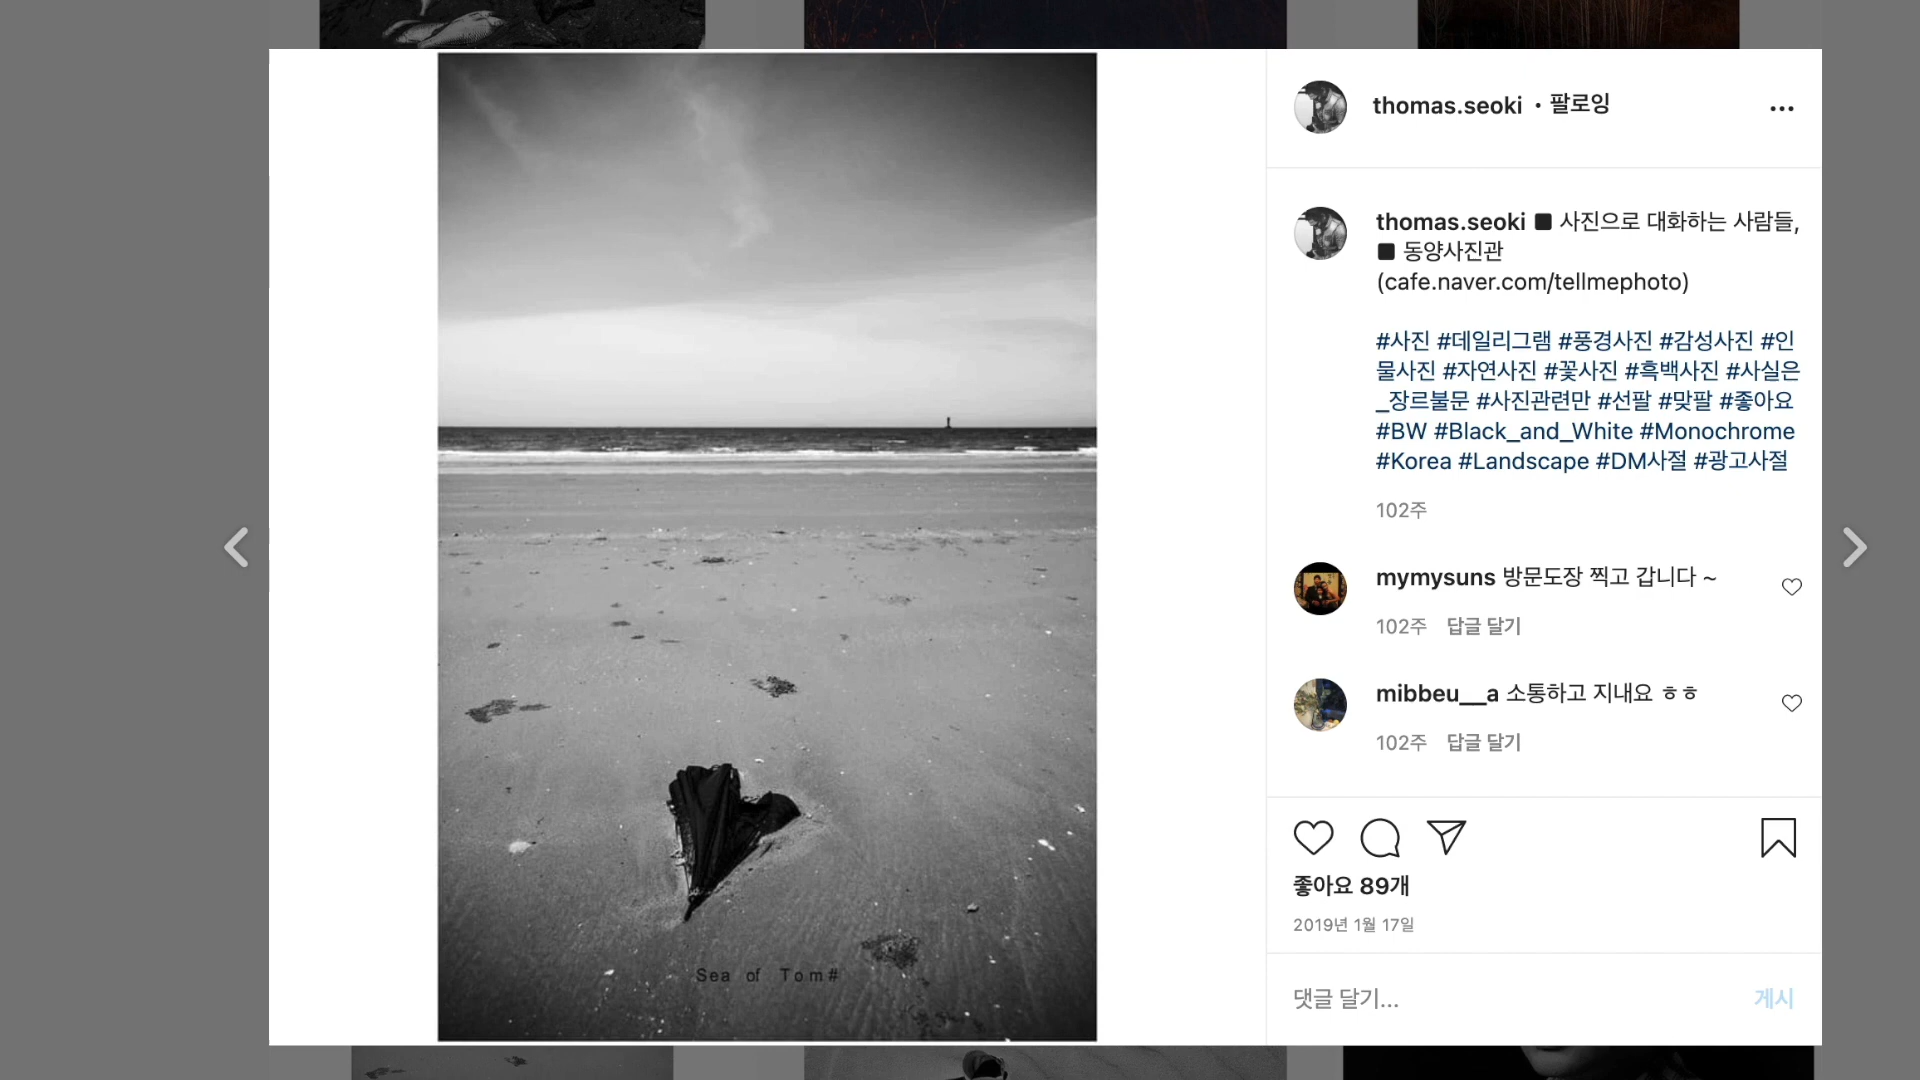 thomas.seoki • 팔로잉
thomas.seoki ■ 사진으로 대화하는 사람들,
■ 동양사진관
(cafe.naver.com/tellmephoto)
#사진 #데일리그램 #풍경사진 #감성사진 #인
물사진 #자연사진 #꽃사진 #흑백사진 #사실은
_장르불문 #사진관련만 #선팔 #맞팔 #좋아요
#BW #Black_and_White #Monochrome
#Korea #Landscape #DM사절 #광고사절
102주
mymysuns 방문도장 찍고 갑니다 ~
102주 답글 달기
mibbeu__a 소통하고 지내요 ㅎㅎ
102주 답글 달기
좋아요 89개
2019년 1월 17일
댓글 달기... 게시
Sea of Tom#